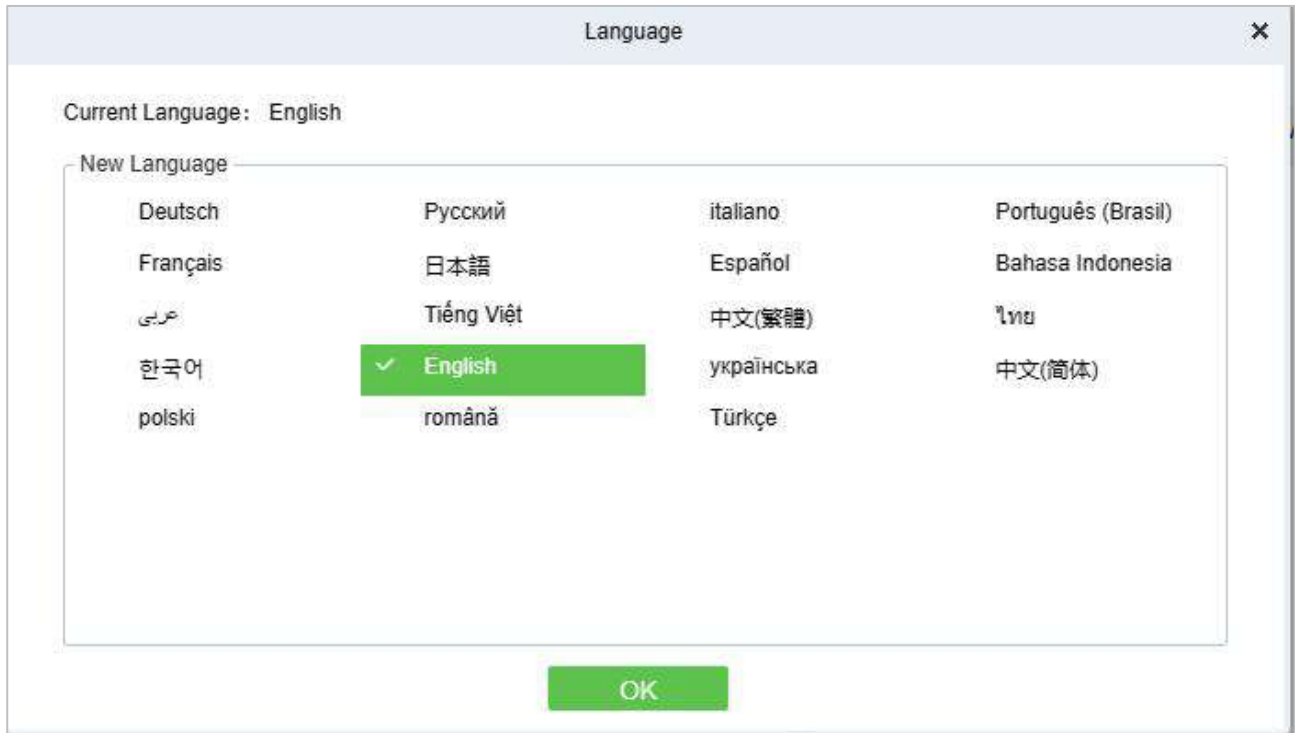 Language
Current Language: English
New Language
Deutsch Русский italiano Português (Brasil)
Français 日本語 Español Bahasa Indonesia
عربى Tiếng Việt 中文(繁體) ไทย
한국어 English українська 中文(简体)
polski română Türkçe
OK